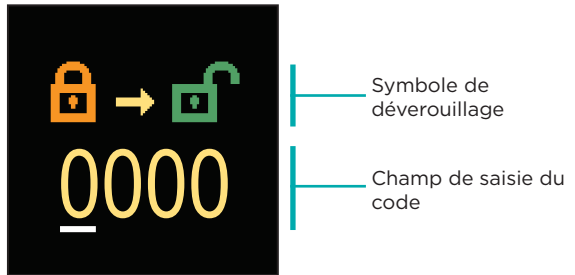 Symbole de
déverouillage
0000
Champ de saisie du
code